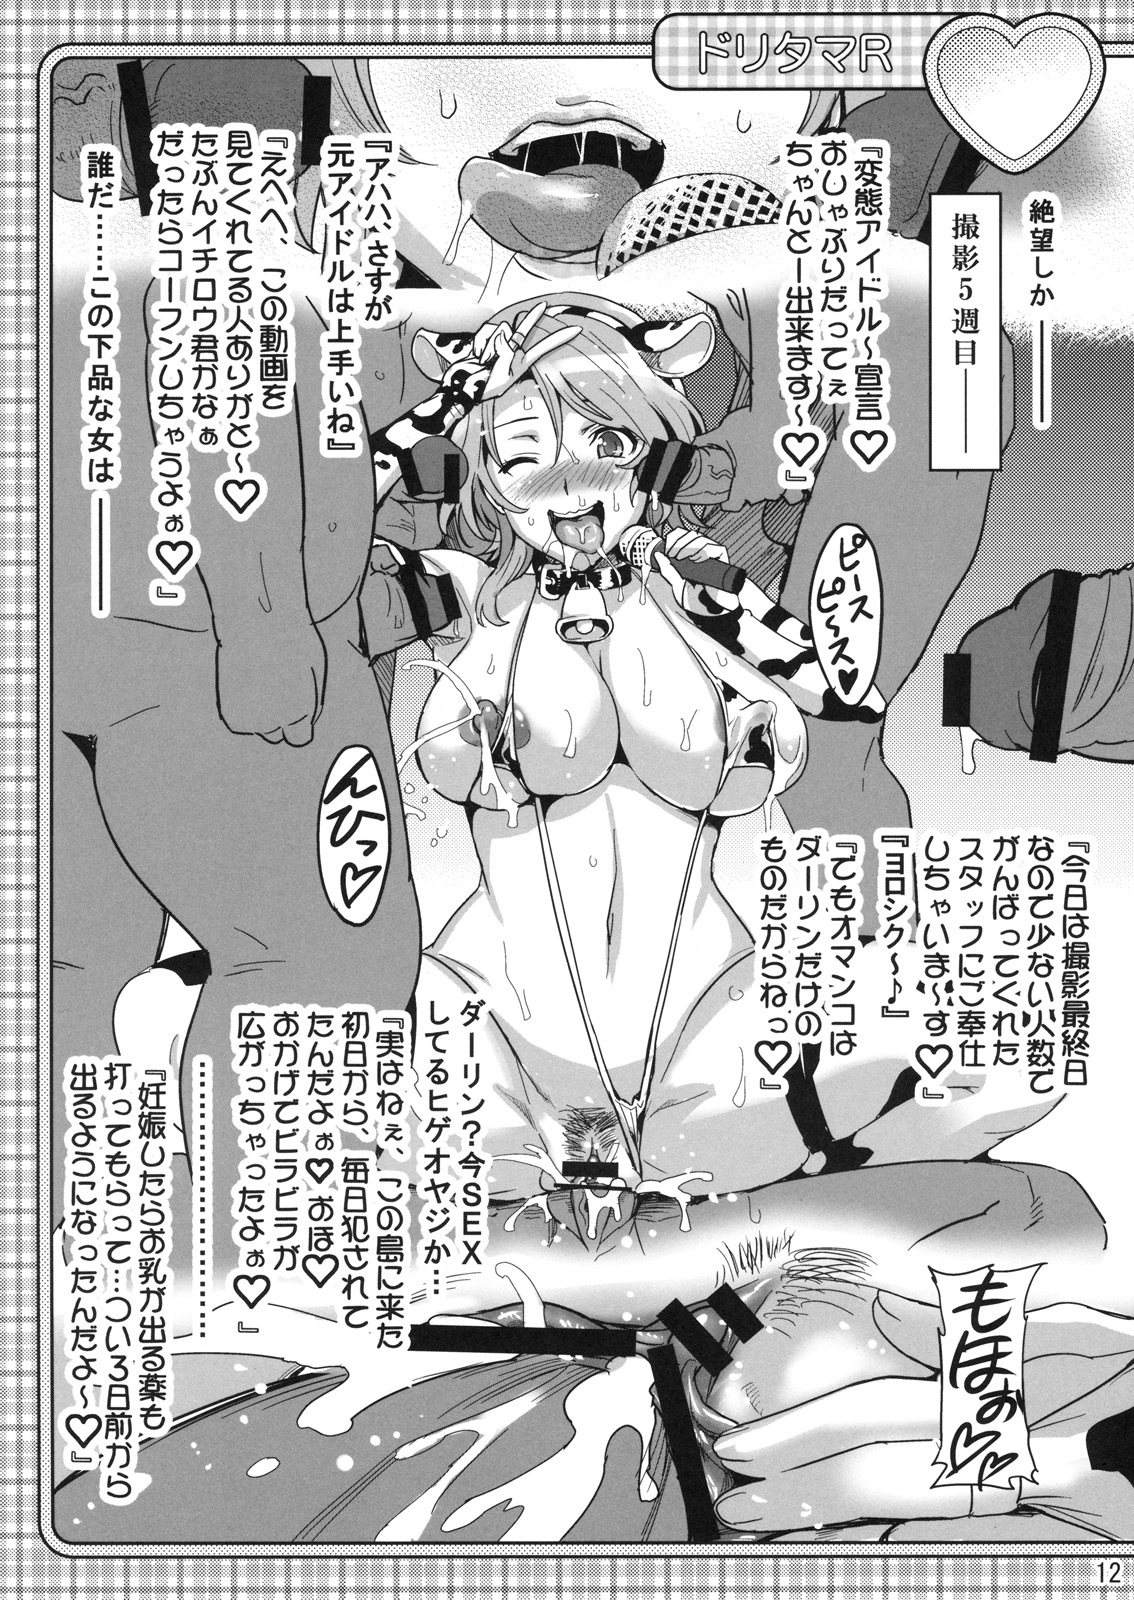 ドリタマR
絶望しか――
撮影5週目――
『変態アイドル〜宣言♡
おしゃぶりだってぇ
ちゃんとー出来ます〜♡』
『アハハ、さすが
元アイドルは上手いね』
『えへへ、この動画を
見てくれてる人ありがと〜♡
たぶんイチロウ君がなぁ
だったらコーフンしちゃうよぉ♡』
誰だ……この下品な女は――
ピース
ピ〜ス♥
んひっ♡
『今日は撮影最終日
なので少ない人数で
がんばってくれた
スタッフにご奉仕
しちゃいま〜す♡』
『ヨロシク〜♪』
『でもオマンコは
ダーリンだけの
ものだからねっ♡』
ダーリン?今SEX
してるヒゲオヤジか…
『実はねぇ、この島に来た
初日から、毎日犯されて
たんだよぉ♥おほ♡
おかげでビラビラが
広がっちゃったよぉ♡』
……………………
『妊娠したらお乳が出る薬も
打ってもらって…つい3日前から
出るようになったんだよ〜♡』
もほぉ♡♡
12